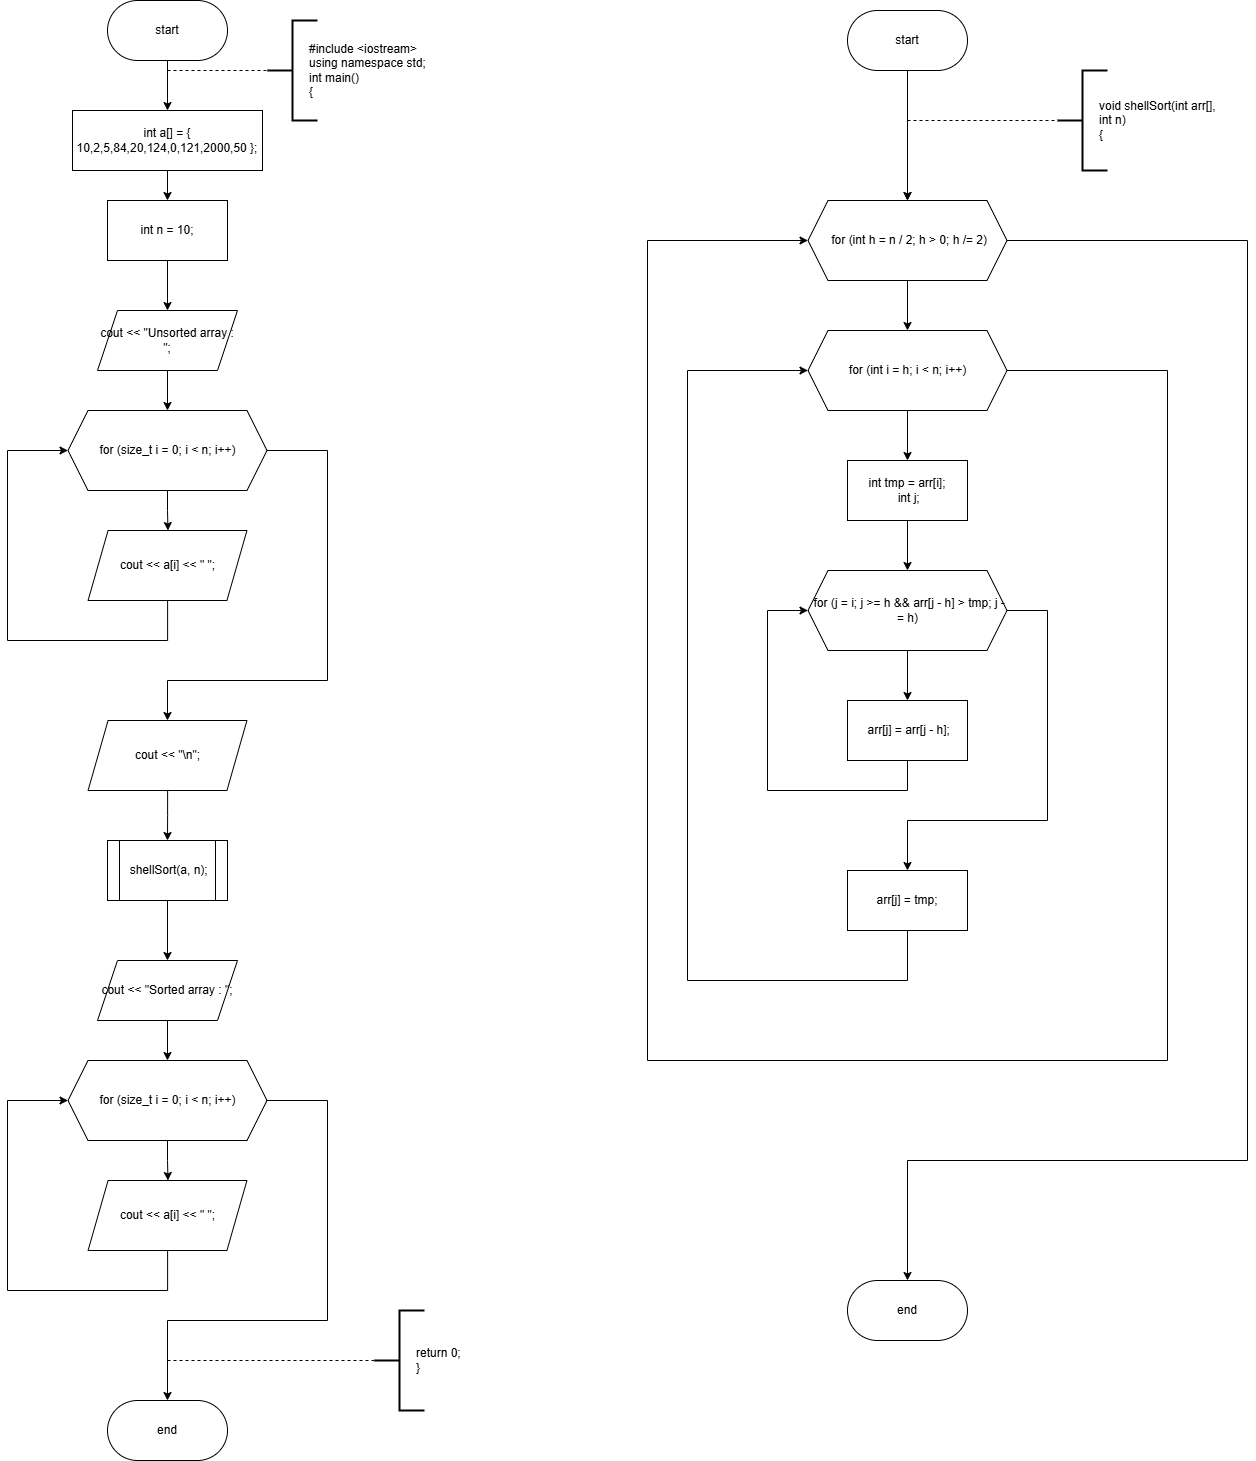 start
#include <iostream>
using namespace std;
int main()
{
int a[] = {
10,2,5,84,20,124,0,121,2000,50 };
int n = 10;
cout << "Unsorted array :
";
for (size_t i = 0; i < n; i++)
cout << a[i] << " ";
cout << "\n";
shellSort(a, n);
cout << "Sorted array : ";
for (size_t i = 0; i < n; i++)
cout << a[i] << " ";
return 0;
}
end
start
void shellSort(int arr[],
int n)
{
for (int h = n / 2; h > 0; h /= 2)
for (int i = h; i < n; i++)
int tmp = arr[i];
int j;
for (j = i; j >= h && arr[j - h] > tmp; j -
= h)
arr[j] = arr[j - h];
arr[j] = tmp;
end